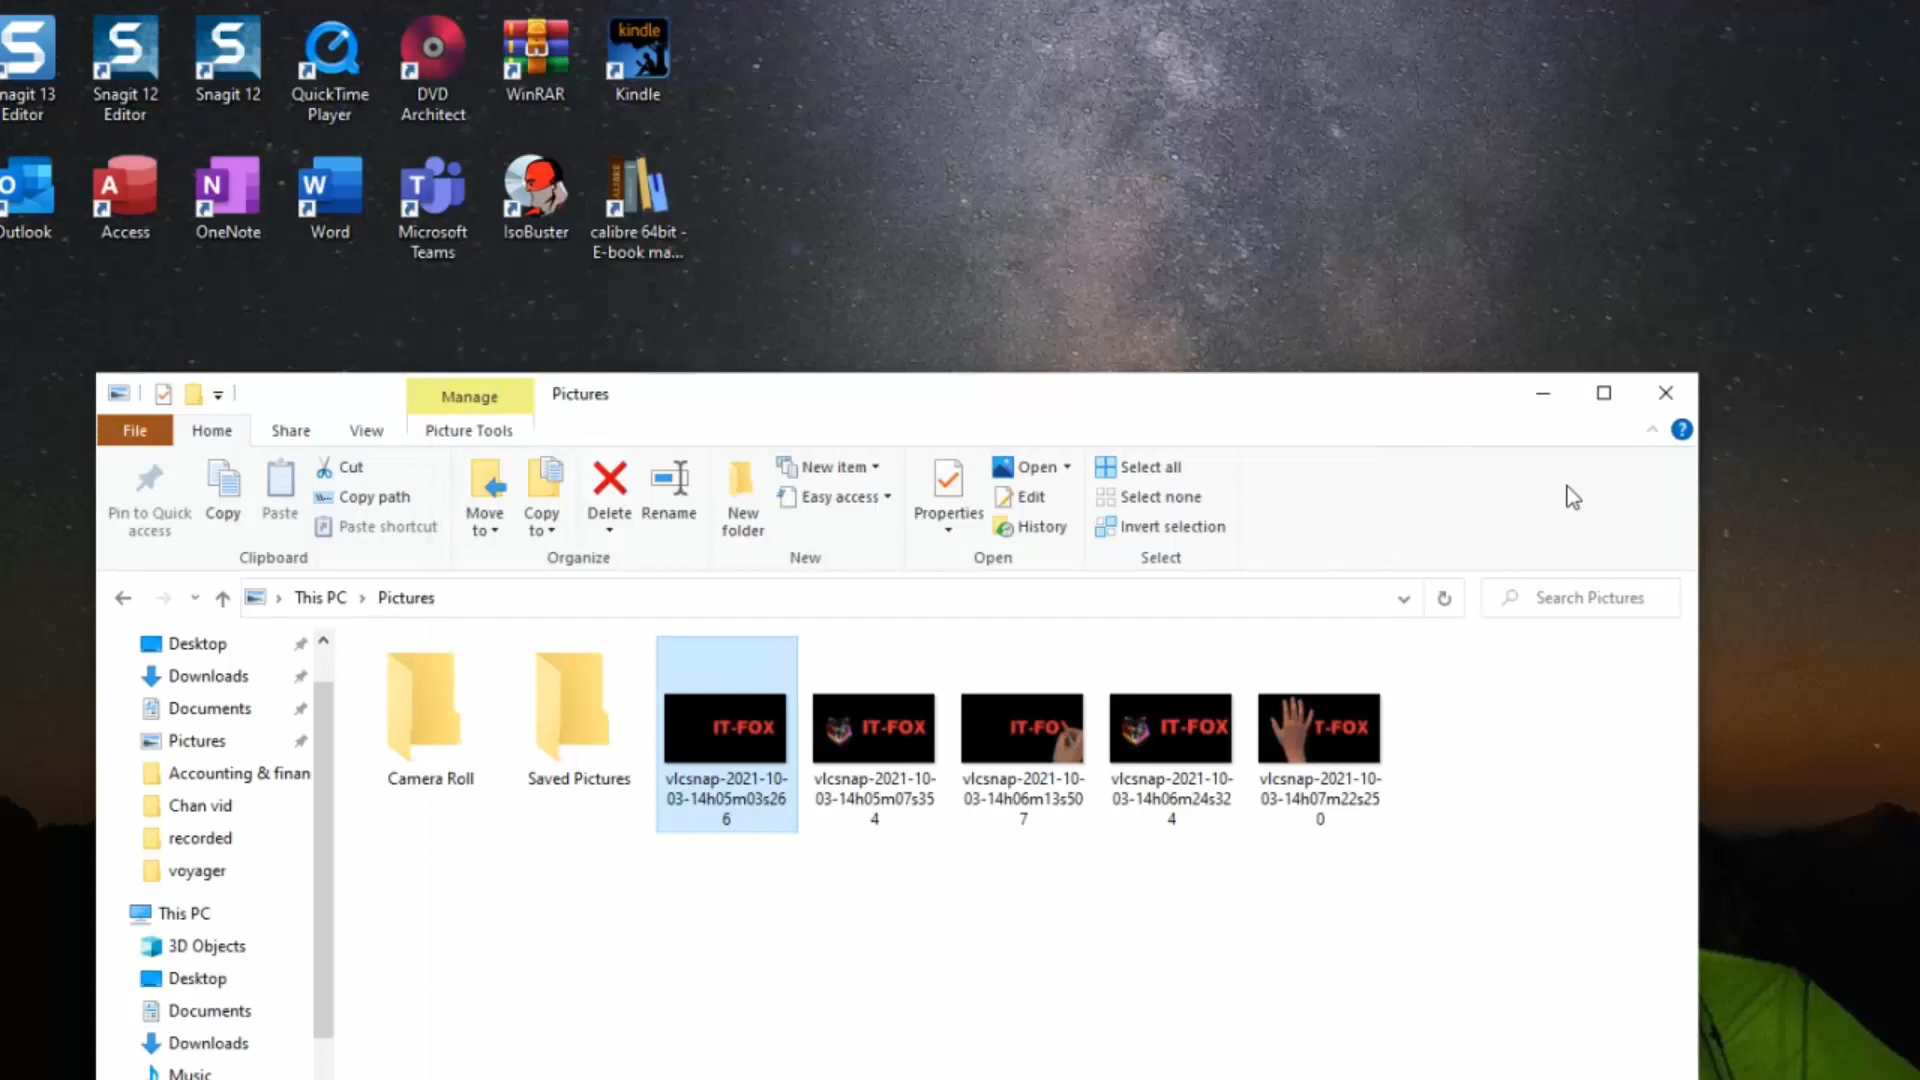 nagit 13
Editor
Snagit 12
Editor
Snagit 12
QuickTime
Player
DVD
Architect
WinRAR
kindle
Kindle
Outlook
Access
OneNote
Word
Microsoft
Teams
IsoBuster
calibre 64bit -
E-book ma...
Manage
Pictures
File
Home
Share
View
Picture Tools
Pin to Quick
access
Copy
Paste
Cut
Copy path
Paste shortcut
Clipboard
Move
to
Copy
to
Delete
Rename
Organize
New
folder
New item
Easy access
New
Properties
Open
Edit
History
Open
Select all
Select none
Invert selection
Select
This PC
Pictures
Search Pictures
Desktop
Downloads
Documents
Pictures
Accounting & finan
Chan vid
recorded
voyager
This PC
3D Objects
Desktop
Documents
Downloads
Music
Camera Roll
Saved Pictures
IT-FOX
vlcsnap-2021-10-
03-14h05m03s26
6
IT-FOX
vlcsnap-2021-10-
03-14h05m07s35
4
IT-FOX
vlcsnap-2021-10-
03-14h06m13s50
7
IT-FOX
vlcsnap-2021-10-
03-14h06m24s32
4
T-FOX
vlcsnap-2021-10-
03-14h07m22s25
0